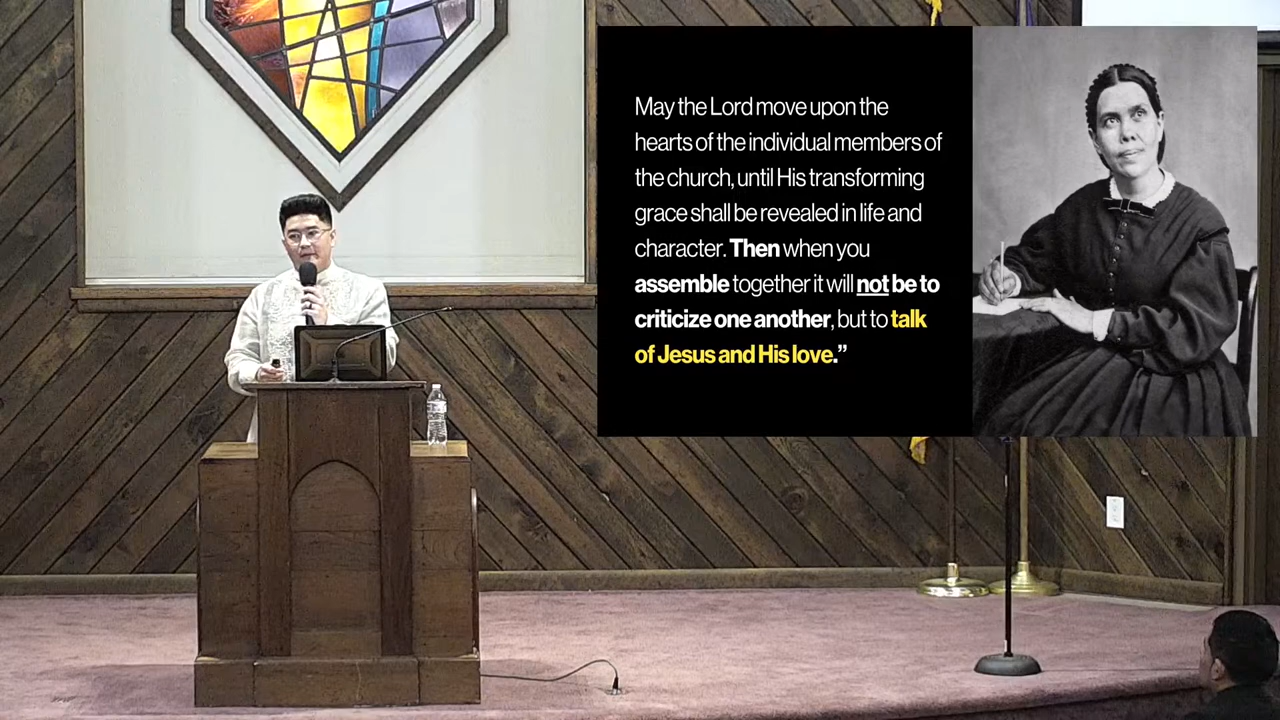 May the Lord move upon the
hearts of the individual members of
the church, until His transforming
grace shall be revealed in life and
character. Then when you
assemble together it will not be to
criticize one another, but to talk
of Jesus and His love.”